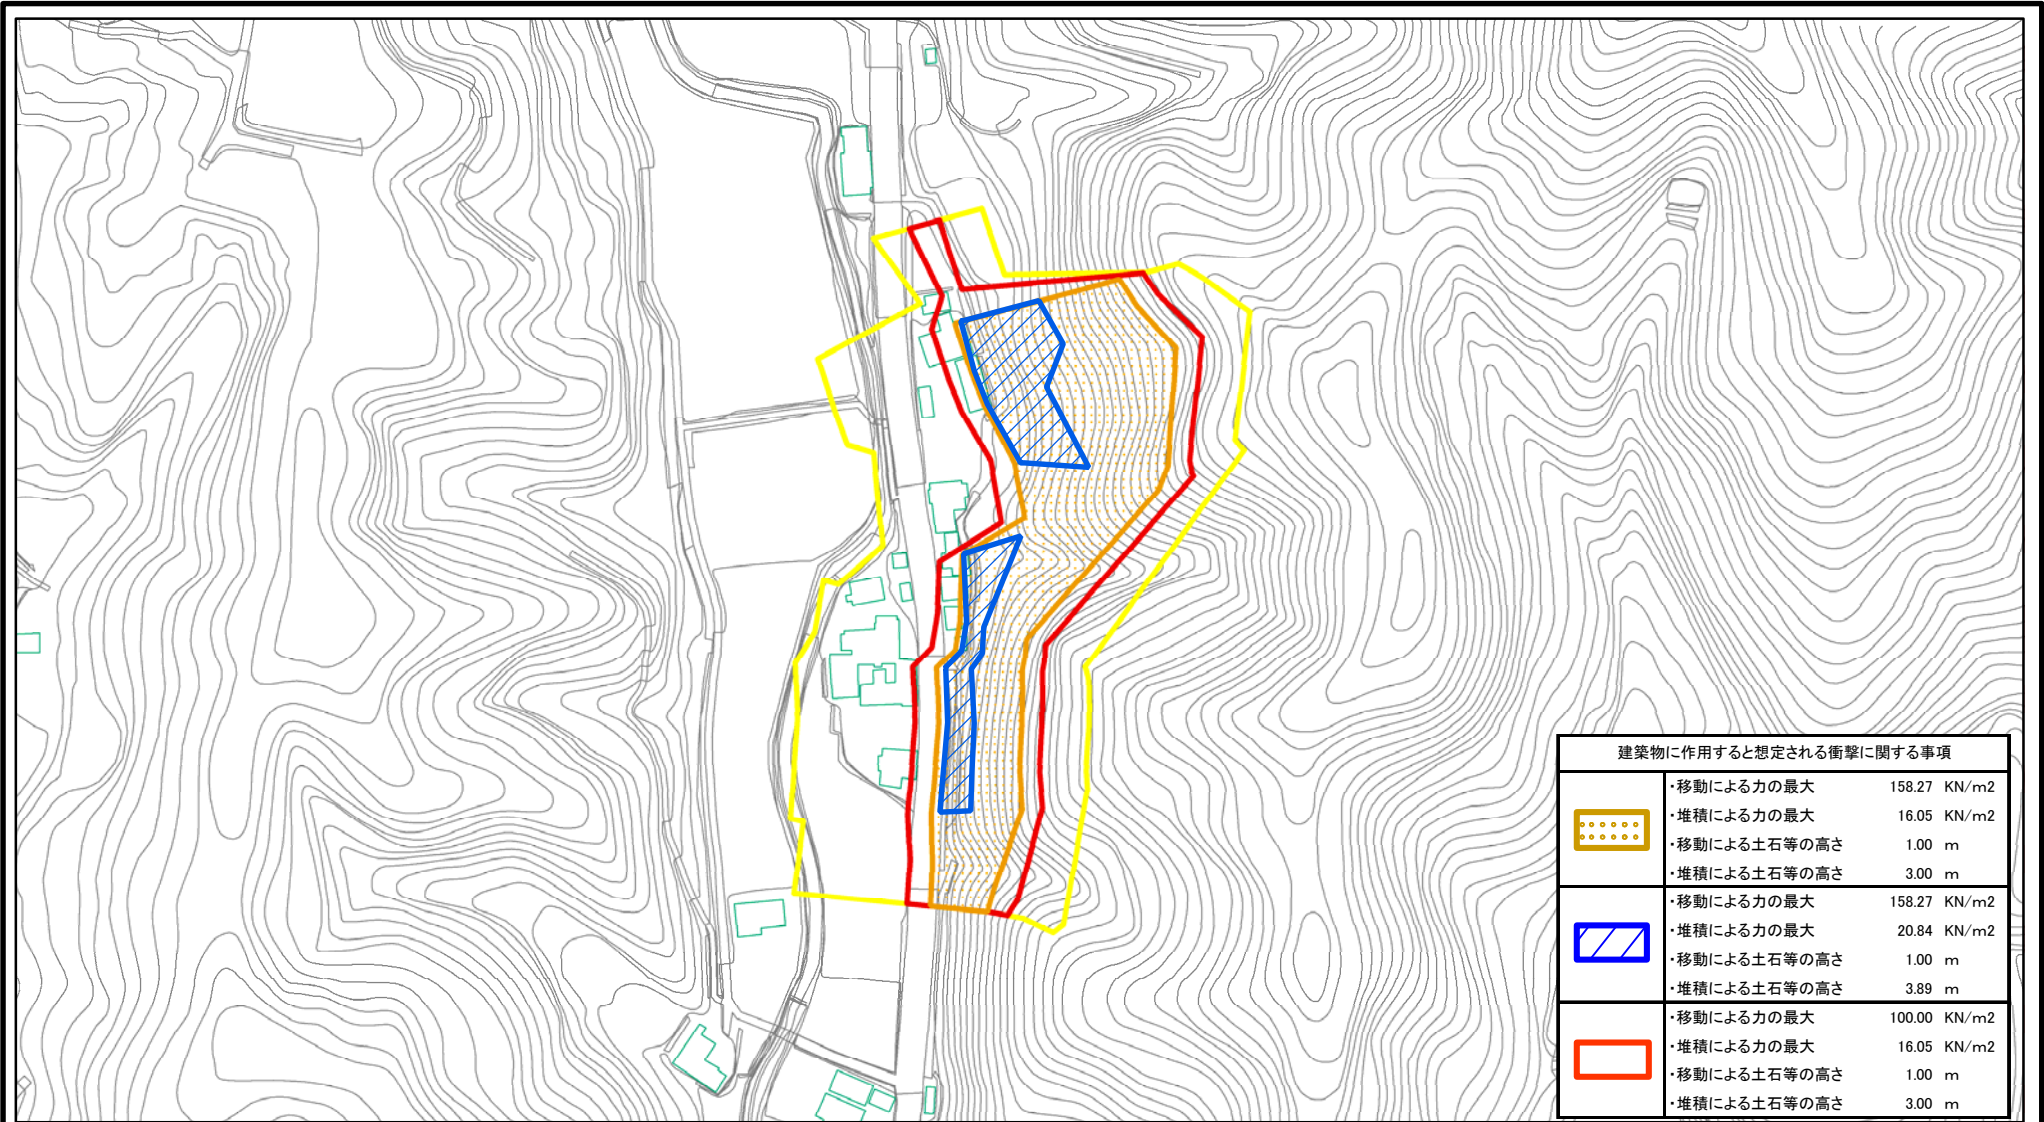 建築物に作用すると想定される衝撃に関する事項
・移動による力の最大 158.27 KN/m2
・堆積による力の最大 16.05 KN/m2
・移動による土石等の高さ 1.00 m
・堆積による土石等の高さ 3.00 m
・移動による力の最大 158.27 KN/m2
・堆積による力の最大 20.84 KN/m2
・移動による土石等の高さ 1.00 m
・堆積による土石等の高さ 3.89 m
・移動による力の最大 100.00 KN/m2
・堆積による力の最大 16.05 KN/m2
・移動による土石等の高さ 1.00 m
・堆積による土石等の高さ 3.00 m